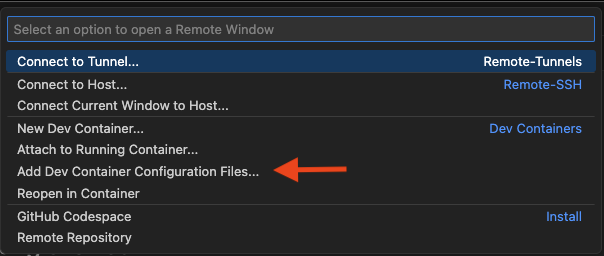 Select an option to open a Remote Window
Connect to Tunnel... Remote-Tunnels
Connect to Host... Remote-SSH
Connect Current Window to Host...
New Dev Container... Dev Containers
Attach to Running Container...
Add Dev Container Configuration Files...
Reopen in Container
GitHub Codespace Install
Remote Repository